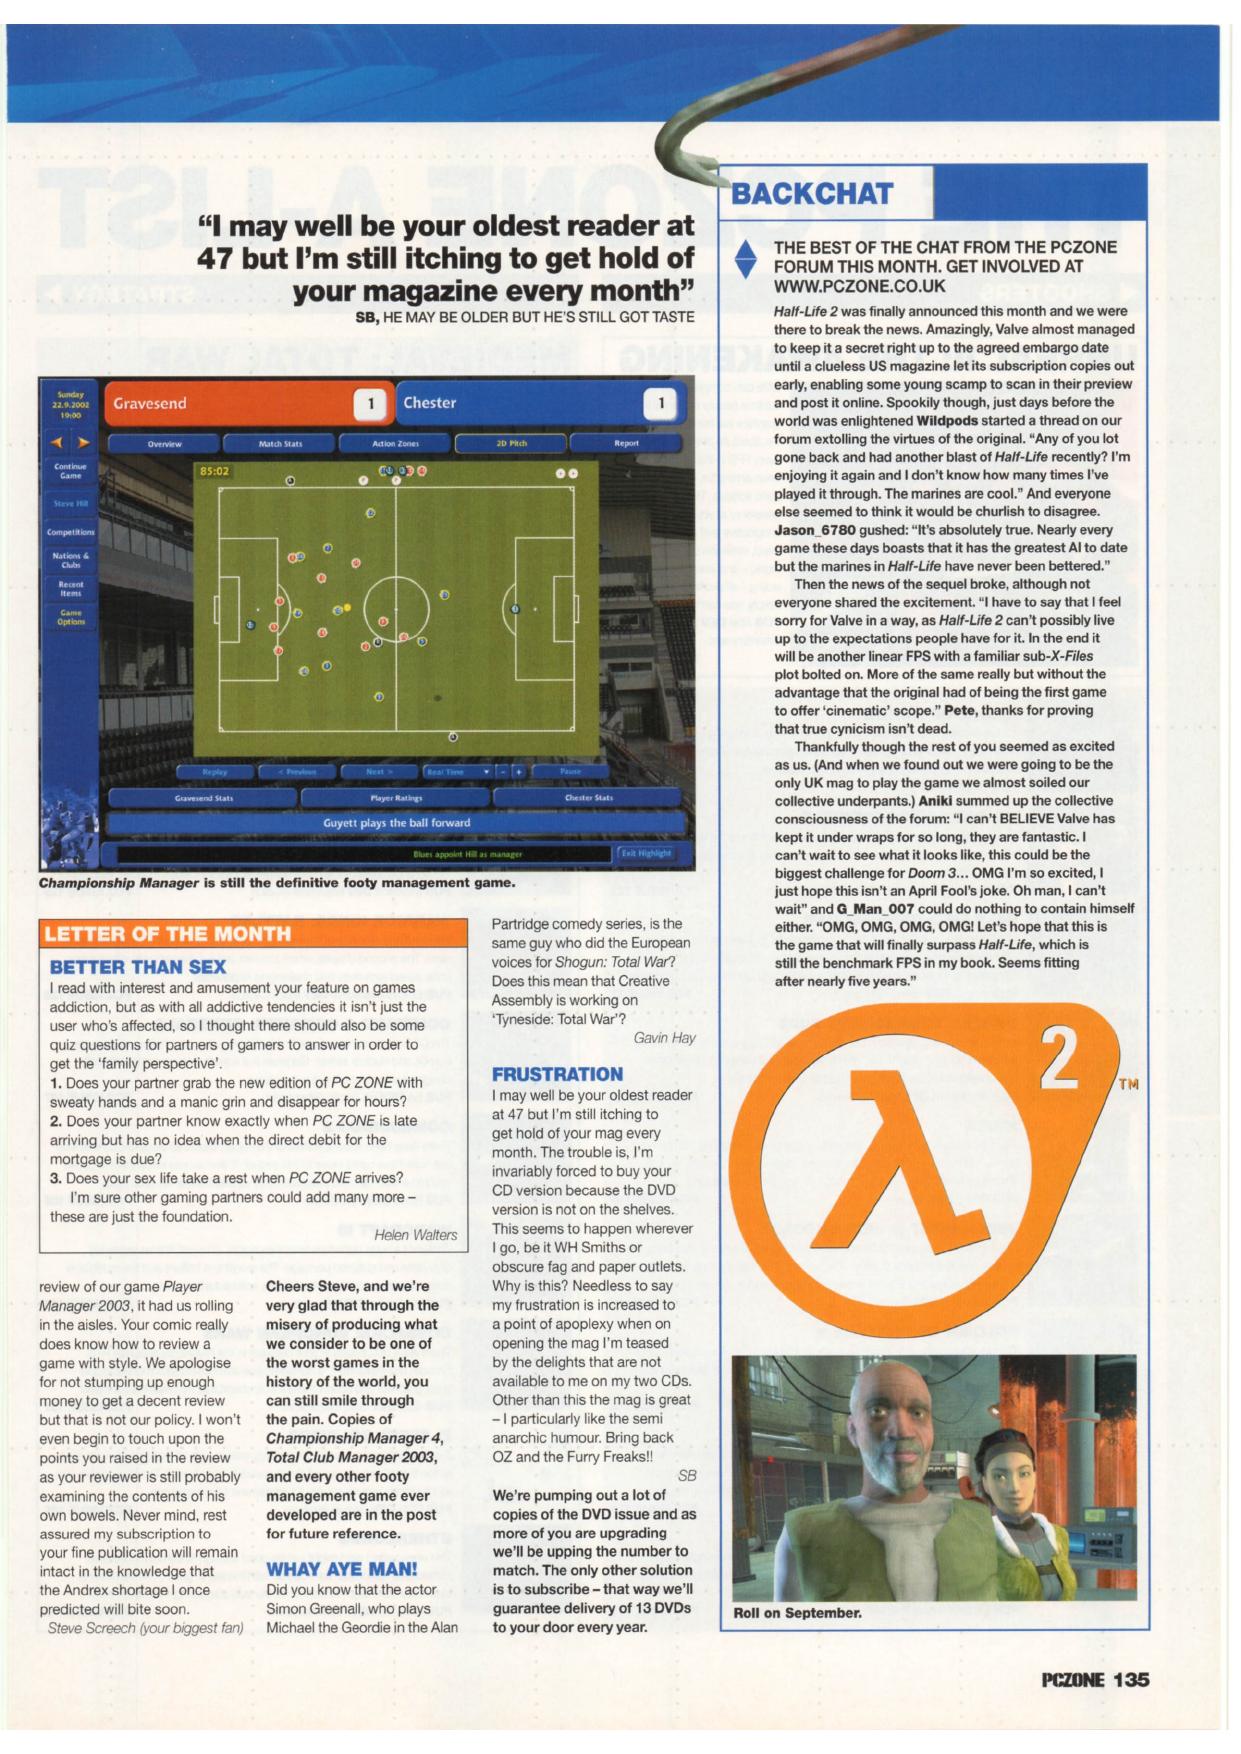 "I may well be your oldest reader at
47 but I'm still itching to get hold of
your magazine every month"
SB, HE MAY BE OLDER BUT HE'S STILL GOT TASTE
Sunday
22.9.2002
19:00
Gravesend
1
Chester
1
Overview
Match Stats
Action Zones
2D Pitch
Report
Continue
Game
Steve Hill
Competitions
Nations &
Clubs
Recent
Items
Game
Options
85:02
Replay
< Previous
Next >
Real Time
Pause
Gravesend Stats
Player Ratings
Chester Stats
Guyett plays the ball forward
Blues appoint Hill as manager
Exit Highlight
Championship Manager is still the definitive footy management game.
LETTER OF THE MONTH
BETTER THAN SEX
I read with interest and amusement your feature on games
addiction, but as with all addictive tendencies it isn't just the
user who's affected, so I thought there should also be some
quiz questions for partners of gamers to answer in order to
get the 'family perspective'.
1. Does your partner grab the new edition of PC ZONE with
sweaty hands and a manic grin and disappear for hours?
2. Does your partner know exactly when PC ZONE is late
arriving but has no idea when the direct debit for the
mortgage is due?
3. Does your sex life take a rest when PC ZONE arrives?
I'm sure other gaming partners could add many more –
these are just the foundation.
Helen Walters
review of our game Player
Manager 2003, it had us rolling
in the aisles. Your comic really
does know how to review a
game with style. We apologise
for not stumping up enough
money to get a decent review
but that is not our policy. I won't
even begin to touch upon the
points you raised in the review
as your reviewer is still probably
examining the contents of his
own bowels. Never mind, rest
assured my subscription to
your fine publication will remain
intact in the knowledge that
the Andrex shortage I once
predicted will bite soon.
Steve Screech (your biggest fan)
Cheers Steve, and we're
very glad that through the
misery of producing what
we consider to be one of
the worst games in the
history of the world, you
can still smile through
the pain. Copies of
Championship Manager 4,
Total Club Manager 2003,
and every other footy
management game ever
developed are in the post
for future reference.
WHAY AYE MAN!
Did you know that the actor
Simon Greenall, who plays
Michael the Geordie in the Alan
Partridge comedy series, is the
same guy who did the European
voices for Shogun: Total War?
Does this mean that Creative
Assembly is working on
'Tyneside: Total War'?
Gavin Hay
FRUSTRATION
I may well be your oldest reader
at 47 but I'm still itching to
get hold of your mag every
month. The trouble is, I'm
invariably forced to buy your
CD version because the DVD
version is not on the shelves.
This seems to happen wherever
I go, be it WH Smiths or
obscure fag and paper outlets.
Why is this? Needless to say
my frustration is increased to
a point of apoplexy when on
opening the mag I'm teased
by the delights that are not
available to me on my two CDs.
Other than this the mag is great
– I particularly like the semi
anarchic humour. Bring back
OZ and the Furry Freaks!!
SB
We're pumping out a lot of
copies of the DVD issue and as
more of you are upgrading
we'll be upping the number to
match. The only other solution
is to subscribe – that way we'll
guarantee delivery of 13 DVDs
to your door every year.
BACKCHAT
THE BEST OF THE CHAT FROM THE PCZONE
FORUM THIS MONTH. GET INVOLVED AT
WWW.PCZONE.CO.UK
Half-Life 2 was finally announced this month and we were
there to break the news. Amazingly, Valve almost managed
to keep it a secret right up to the agreed embargo date
until a clueless US magazine let its subscription copies out
early, enabling some young scamp to scan in their preview
and post it online. Spookily though, just days before the
world was enlightened Wildpods started a thread on our
forum extolling the virtues of the original. "Any of you lot
gone back and had another blast of Half-Life recently? I'm
enjoying it again and I don't know how many times I've
played it through. The marines are cool." And everyone
else seemed to think it would be churlish to disagree.
Jason_6780 gushed: "It's absolutely true. Nearly every
game these days boasts that it has the greatest AI to date
but the marines in Half-Life have never been bettered."
Then the news of the sequel broke, although not
everyone shared the excitement. "I have to say that I feel
sorry for Valve in a way, as Half-Life 2 can't possibly live
up to the expectations people have for it. In the end it
will be another linear FPS with a familiar sub-X-Files
plot bolted on. More of the same really but without the
advantage that the original had of being the first game
to offer 'cinematic' scope." Pete, thanks for proving
that true cynicism isn't dead.
Thankfully though the rest of you seemed as excited
as us. (And when we found out we were going to be the
only UK mag to play the game we almost soiled our
collective underpants.) Aniki summed up the collective
consciousness of the forum: "I can't BELIEVE Valve has
kept it under wraps for so long, they are fantastic. I
can't wait to see what it looks like, this could be the
biggest challenge for Doom 3... OMG I'm so excited, I
just hope this isn't an April Fool's joke. Oh man, I can't
wait" and G_Man_007 could do nothing to contain himself
either. "OMG, OMG, OMG, OMG! Let's hope that this is
the game that will finally surpass Half-Life, which is
still the benchmark FPS in my book. Seems fitting
after nearly five years."
λ
2
TM
Roll on September.
PCZONE 135